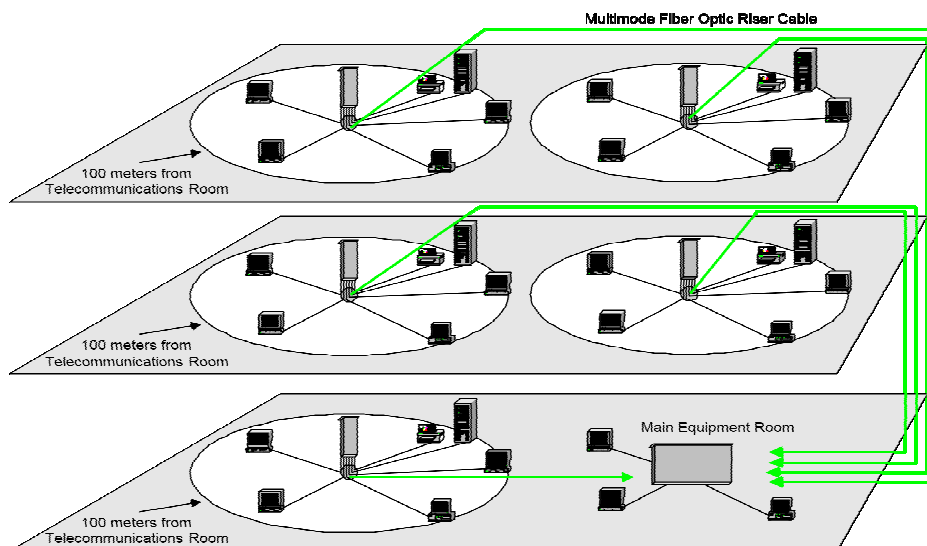 Multimode Fiber Optic Riser Cable
100 meters from
Telecommunications Room
100 meters from
Telecommunications Room
Main Equipment Room
100 meters from
Telecommunications Room